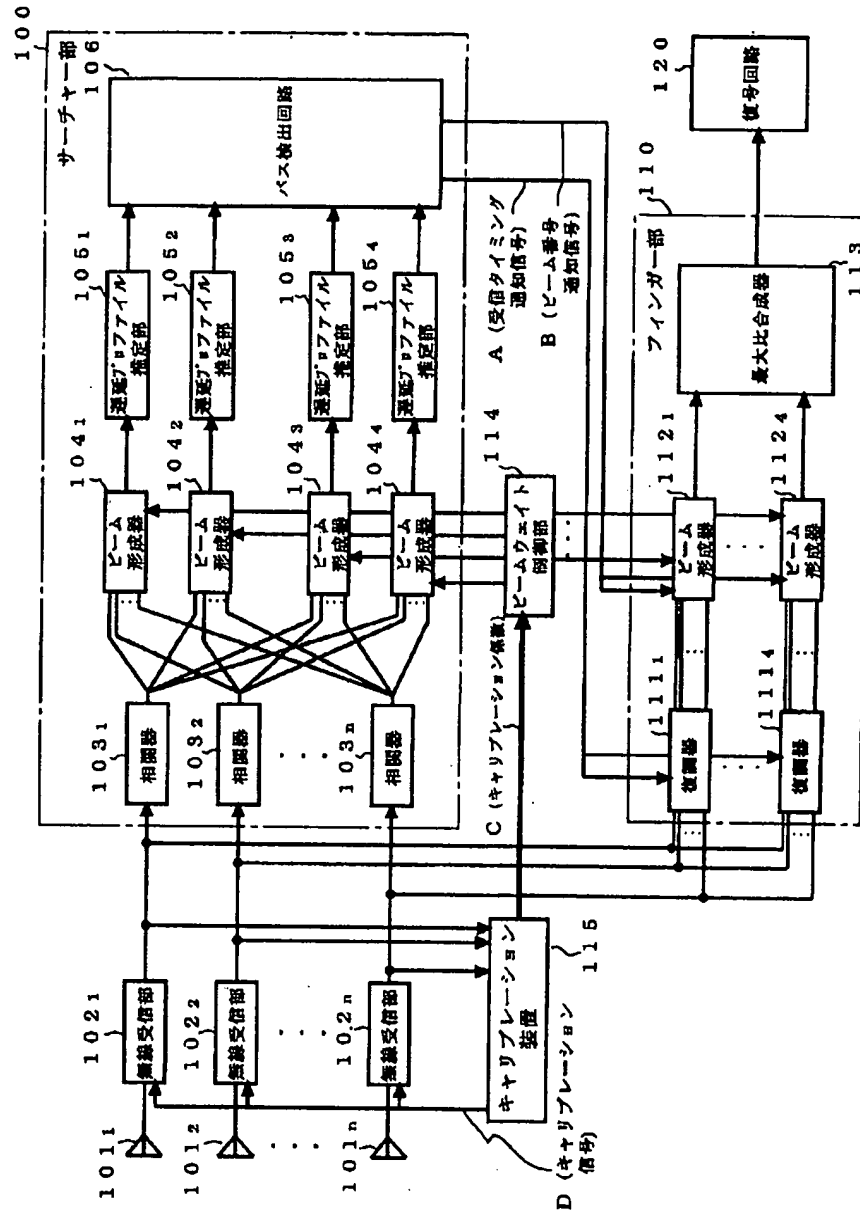 100
サーチャー部
106
パス検出回路
1051
遅延プロファイル
推定部
1052
遅延プロファイル
推定部
1053
遅延プロファイル
推定部
1054
遅延プロファイル
推定部
1041
ビーム
形成器
1042
ビーム
形成器
1043
ビーム
形成器
1044
ビーム
形成器
1031
相関器
1032
相関器
103n
相関器
1021
無線受信部
1022
無線受信部
102n
無線受信部
1011
1012
101n
キャリブレーション
装置
115
D (キャリブレーション
信号)
C (キャリブレーション係数)
114
ビームウェイト
制御部
A (受信タイミング
通知信号)
B (ビーム番号
通知信号)
110
フィンガー部
1111
復調器
1114
復調器
1121
ビーム
形成器
1124
ビーム
形成器
最大比合成器
113
120
復号回路